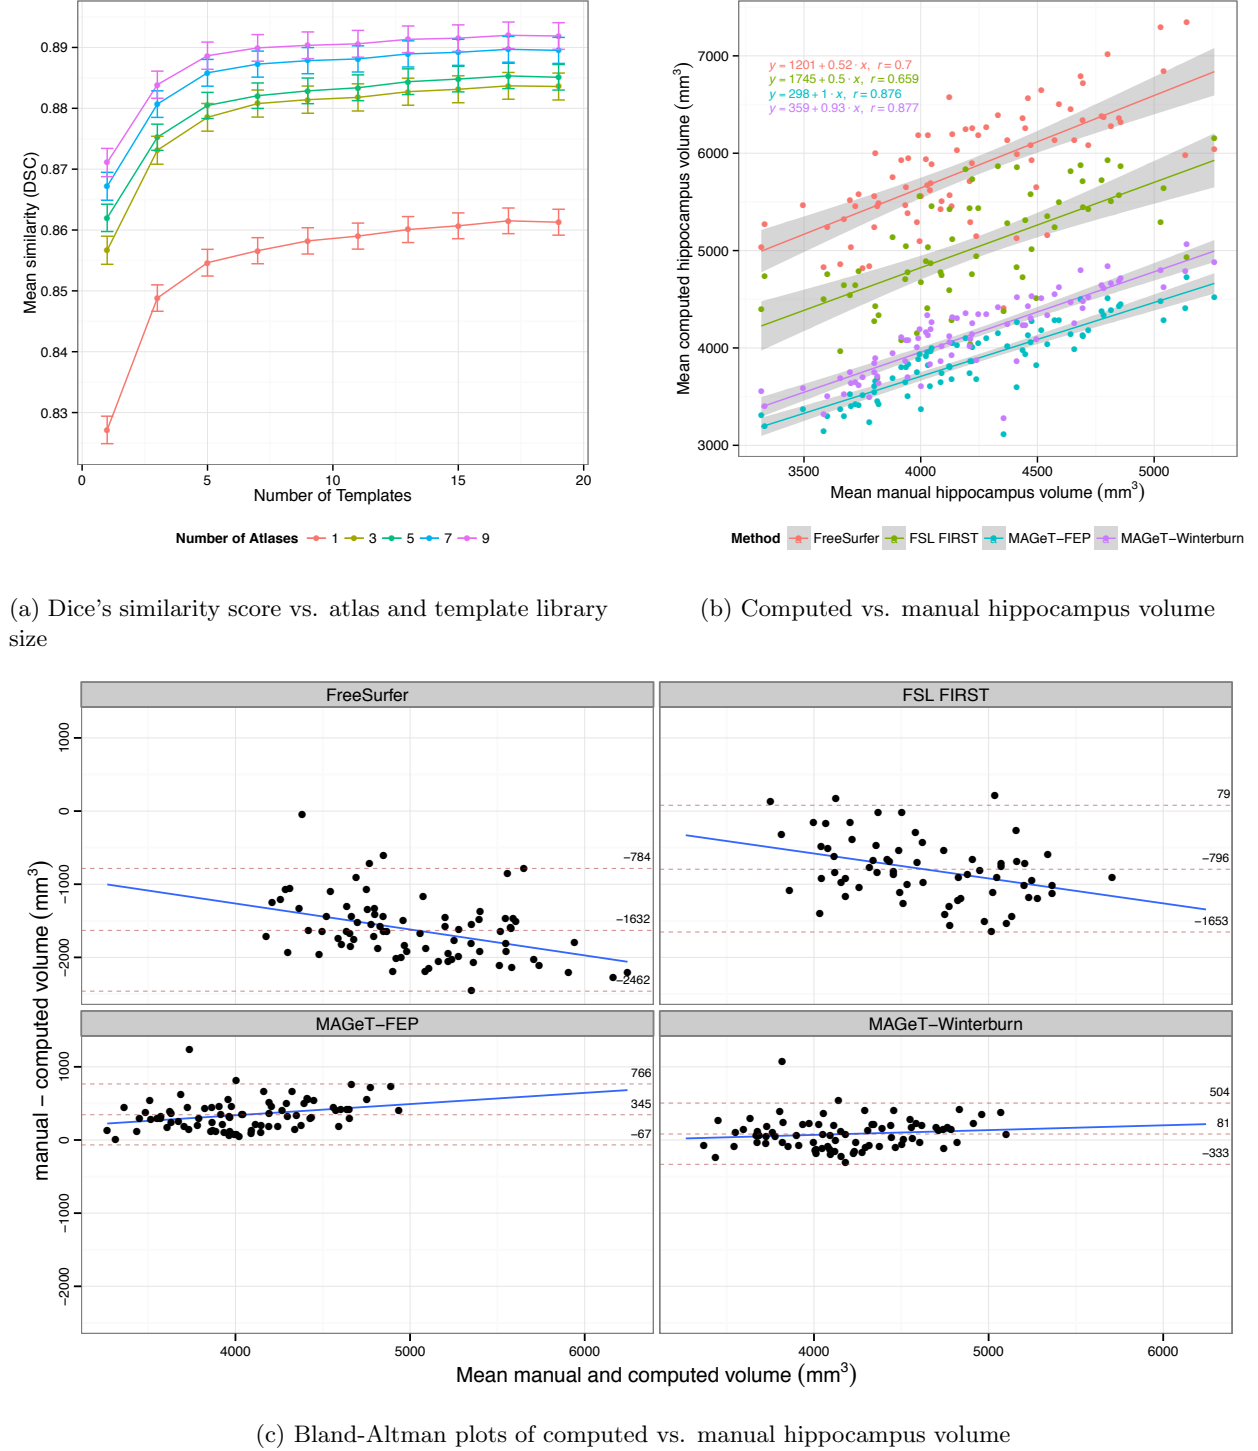 0.89
0.88
0.87
0.86
0.85
0.84
0.83
Mean similarity (DSC)
0 5 10 15 20
Number of Templates
Number of Atlases 1 3 5 7 9
(a) Dice's similarity score vs. atlas and template library
size
y = 1201 + 0.52 · x, r = 0.7
y = 1745 + 0.5 · x, r = 0.659
y = 298 + 1 · x, r = 0.876
y = 359 + 0.93 · x, r = 0.877
7000
6000
5000
4000
3000
Mean computed hippocampus volume (mm³)
3500 4000 4500 5000
Mean manual hippocampus volume (mm³)
Method FreeSurfer FSL FIRST MAGeT−FEP MAGeT−Winterburn
(b) Computed vs. manual hippocampus volume
FreeSurfer
−784
−1632
−2462
FSL FIRST
79
−796
−1653
MAGeT−FEP
766
345
−67
MAGeT−Winterburn
504
81
−333
1000
0
−1000
−2000
1000
0
−1000
−2000
manual − computed volume (mm³)
4000 5000 6000
4000 5000 6000
Mean manual and computed volume (mm³)
(c) Bland-Altman plots of computed vs. manual hippocampus volume